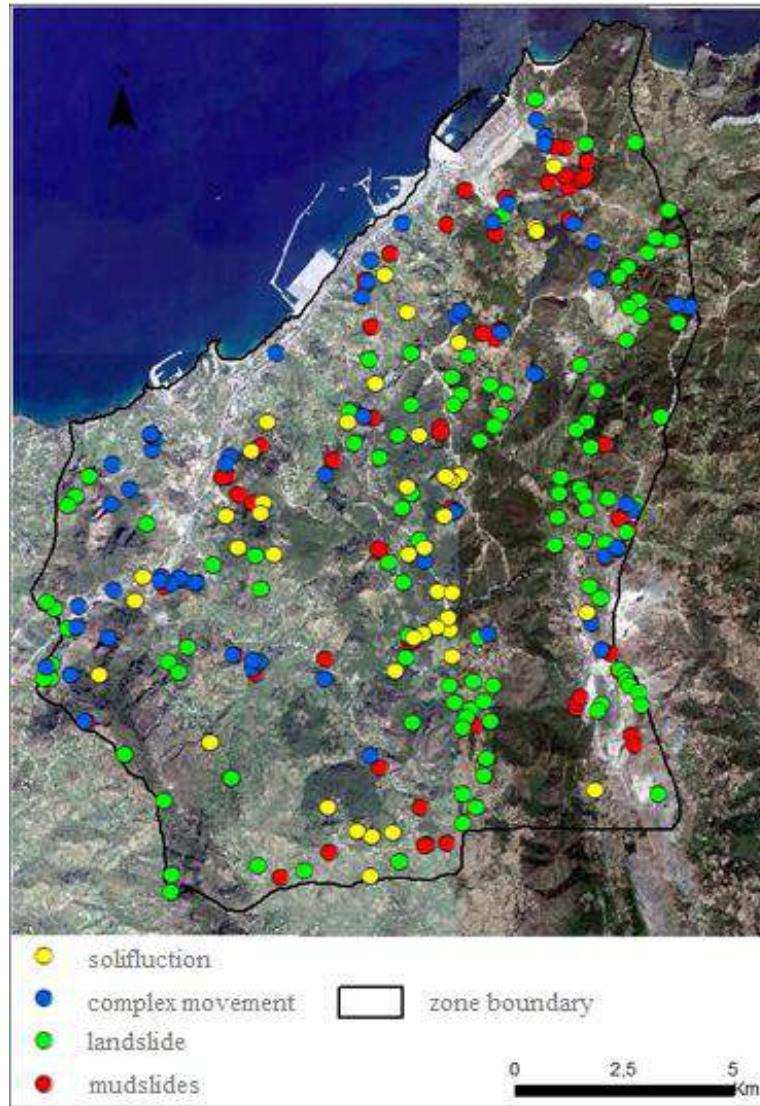 solifluction
complex movement
zone boundary
landslide
mudslides
0 2,5 5
Km